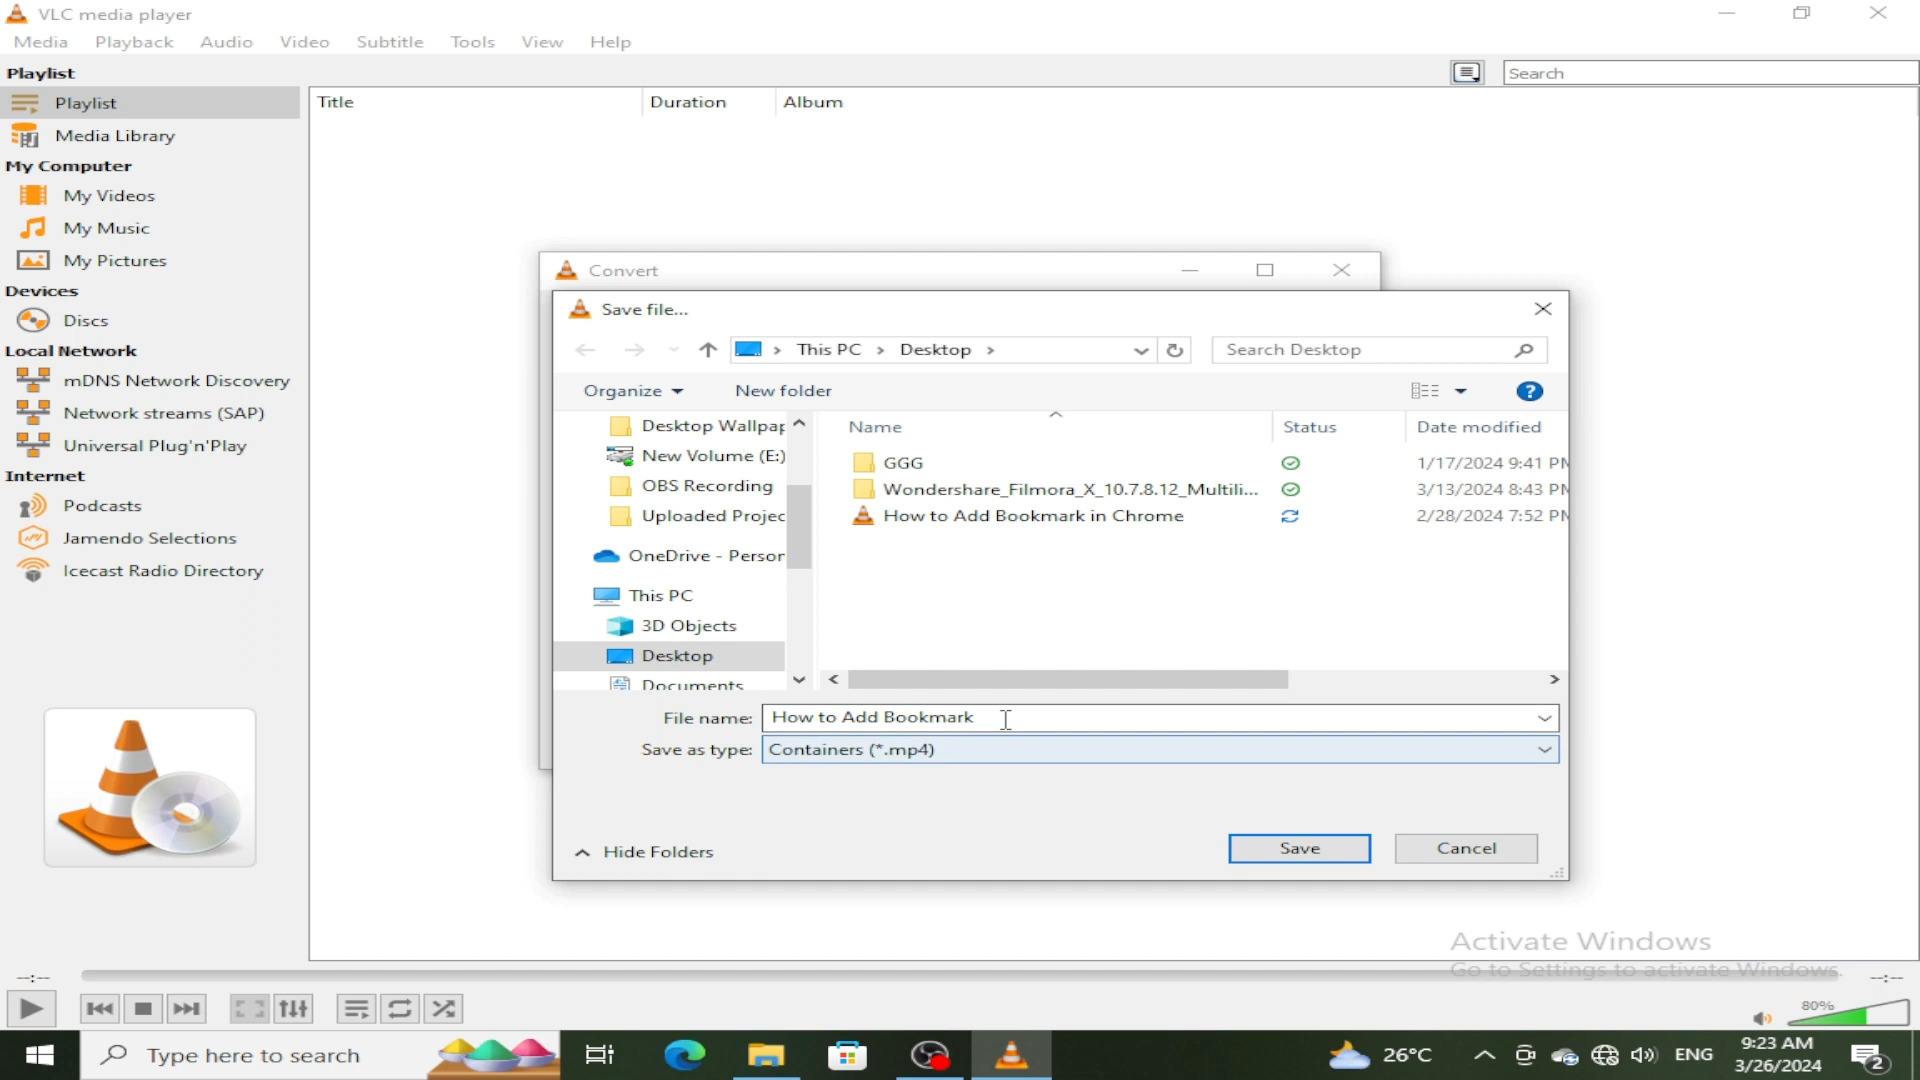 VLC media player
Media Playback Audio Video Subtitle Tools View Help
Playlist
Search
Playlist
Title Duration Album
Media Library
My Computer
My Videos
My Music
My Pictures
Devices
Discs
Local Network
mDNS Network Discovery
Network streams (SAP)
Universal Plug'n'Play
Internet
Podcasts
Jamendo Selections
Icecast Radio Directory
Convert
Save file...
This PC Desktop
Search Desktop
Organize New folder
Desktop Wallpap
New Volume (E:)
OBS Recording
Uploaded Projec
OneDrive - Person
This PC
3D Objects
Desktop
Documents
Name Status Date modified
GGG 1/17/2024 9:41 PM
Wondershare_Filmora_X_10.7.8.12_Multili... 3/13/2024 8:43 PM
How to Add Bookmark in Chrome 2/28/2024 7:52 PM
File name: How to Add Bookmark
Save as type: Containers (*.mp4)
Hide Folders
Save Cancel
Activate Windows
Go to Settings to activate Windows.
--:-- --:--
80%
Type here to search
26°C
ENG
9:23 AM
3/26/2024
2